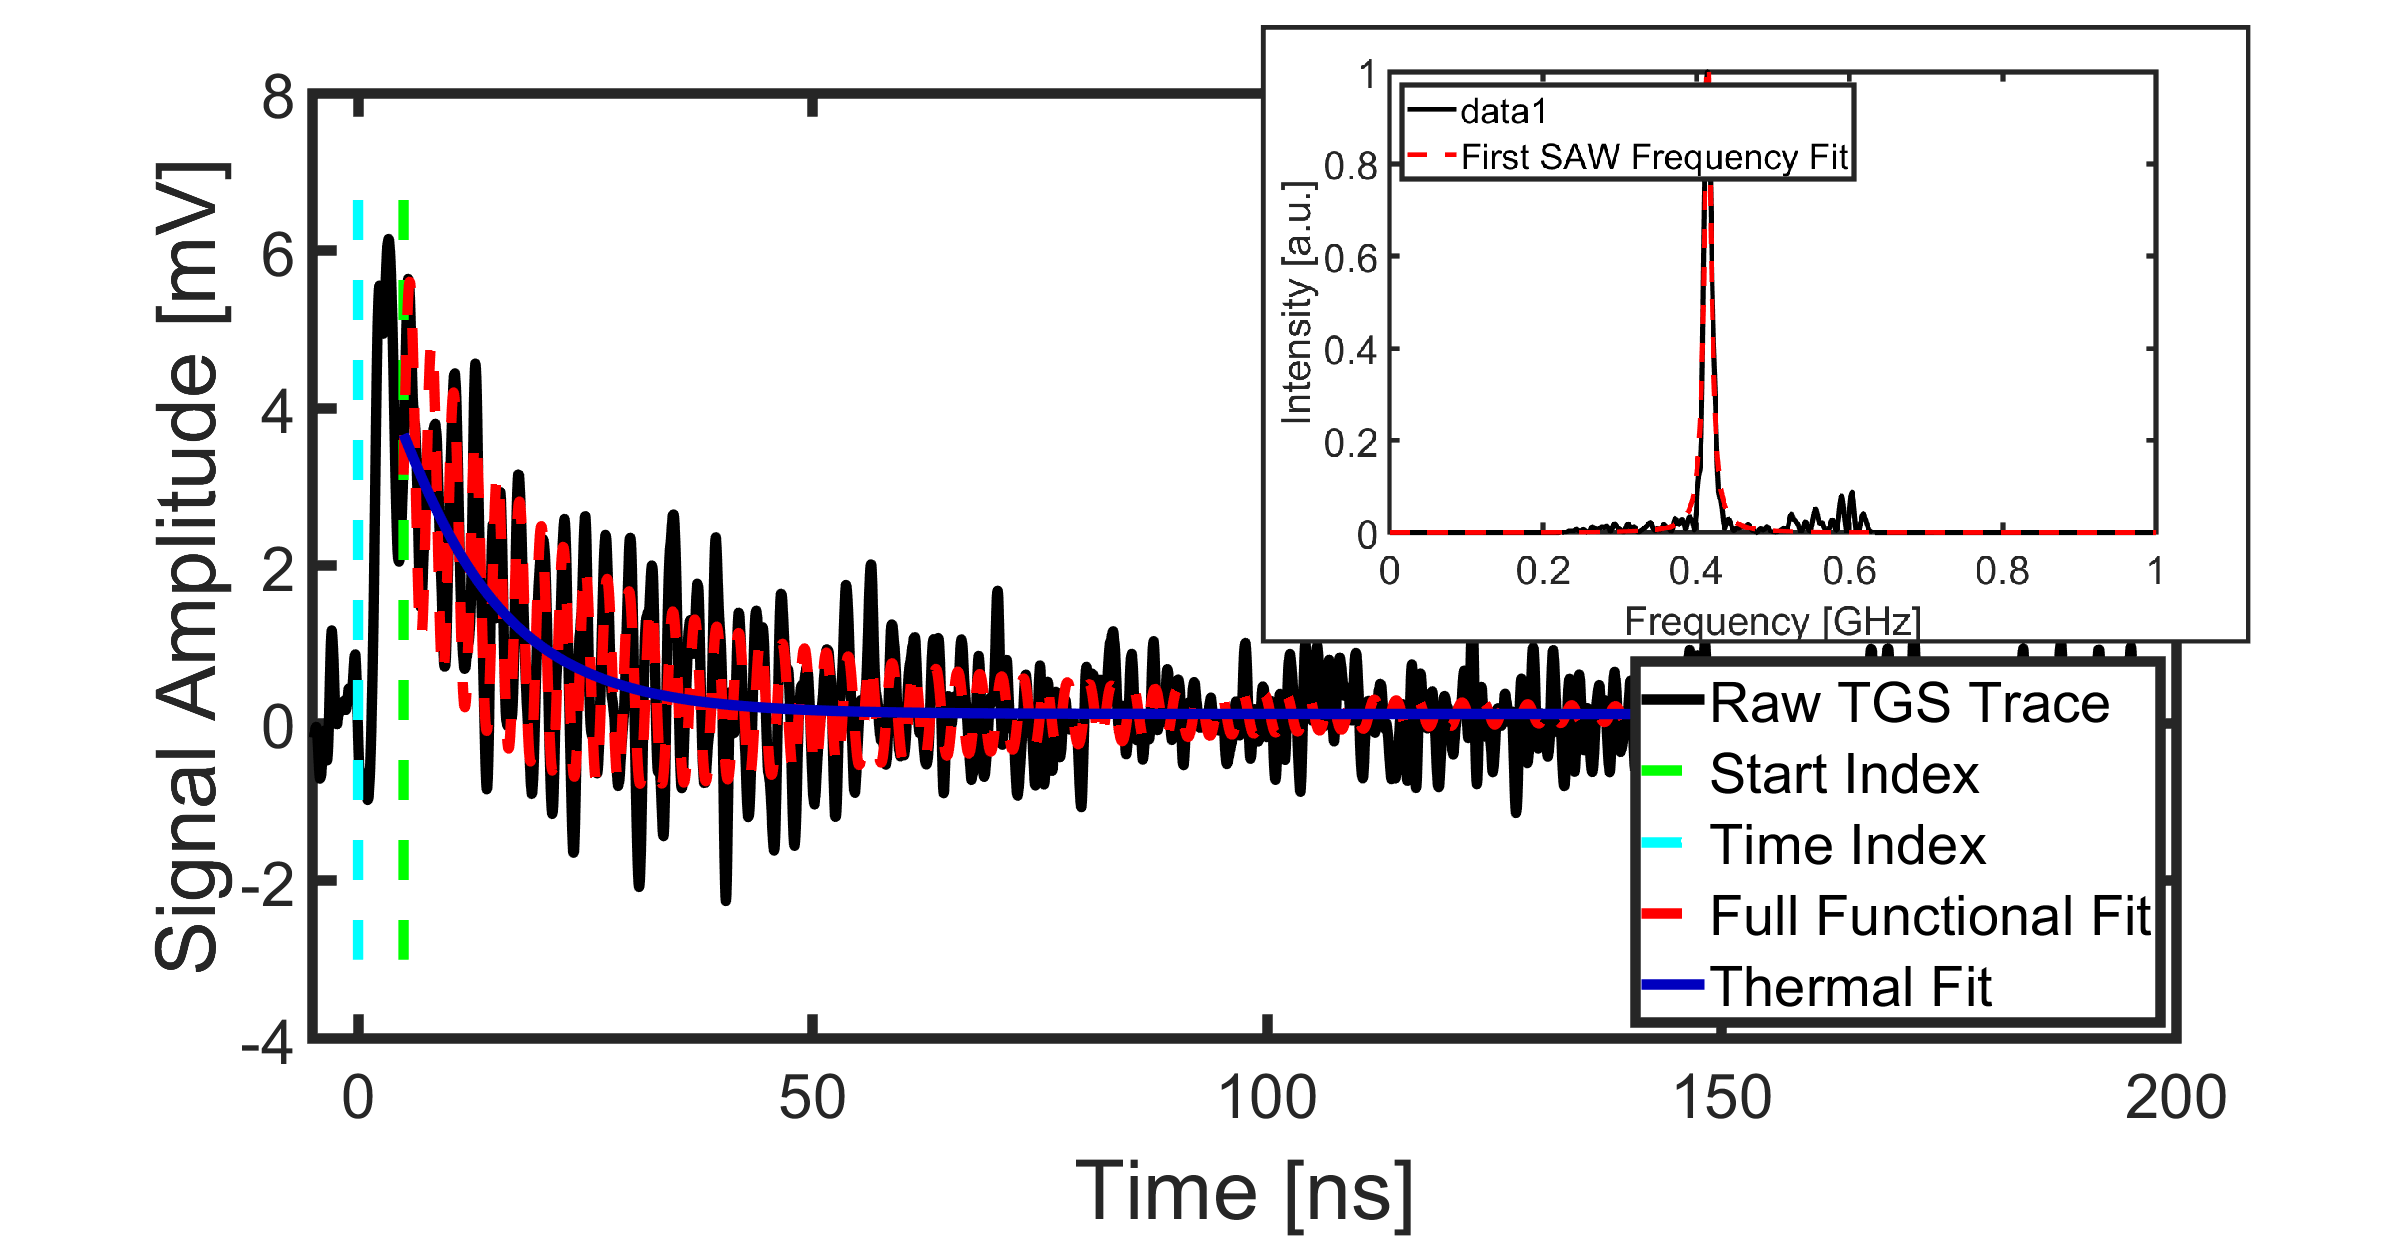 Signal Amplitude [mV]
8
6
4
2
0
-2
-4
0
50
100
150
200
Time [ns]
Intensity [a.u.]
1
0.8
0.6
0.4
0.2
0
data1
First SAW Frequency Fit
0
0.2
0.4
0.6
0.8
1
Frequency [GHz]
Raw TGS Trace
Start Index
Time Index
Full Functional Fit
Thermal Fit